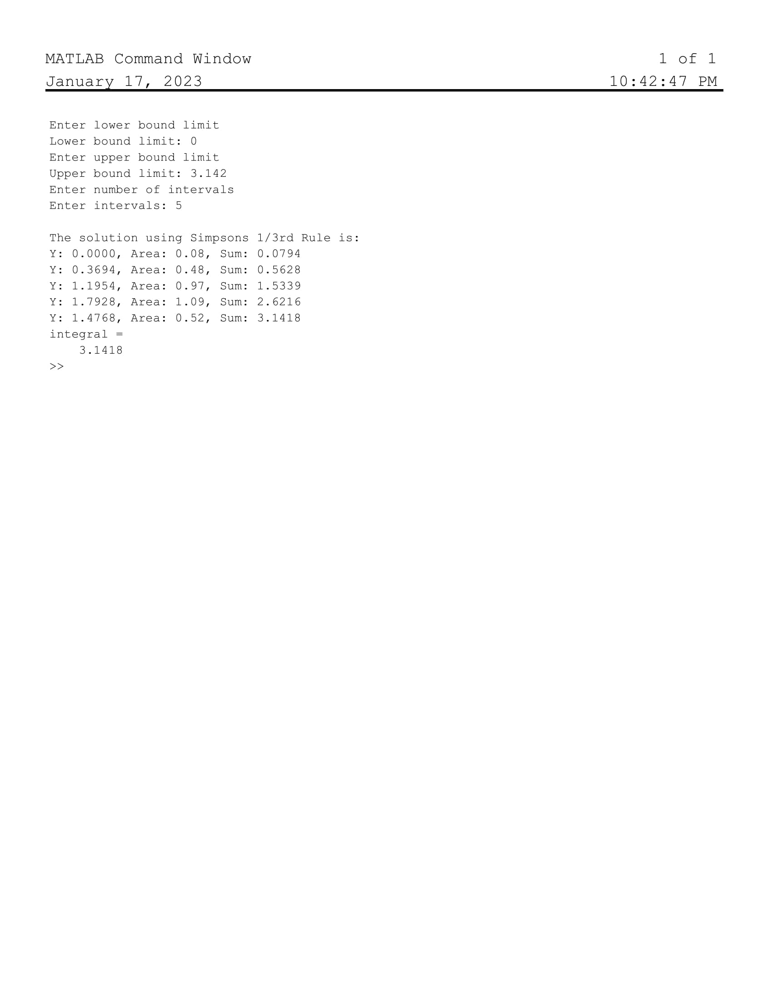 MATLAB Command Window 1 of 1
January 17, 2023 10:42:47 PM
Enter lower bound limit
Lower bound limit: 0
Enter upper bound limit
Upper bound limit: 3.142
Enter number of intervals
Enter intervals: 5
The solution using Simpsons 1/3rd Rule is:
Y: 0.0000, Area: 0.08, Sum: 0.0794
Y: 0.3694, Area: 0.48, Sum: 0.5628
Y: 1.1954, Area: 0.97, Sum: 1.5339
Y: 1.7928, Area: 1.09, Sum: 2.6216
Y: 1.4768, Area: 0.52, Sum: 3.1418
integral =
3.1418
>>